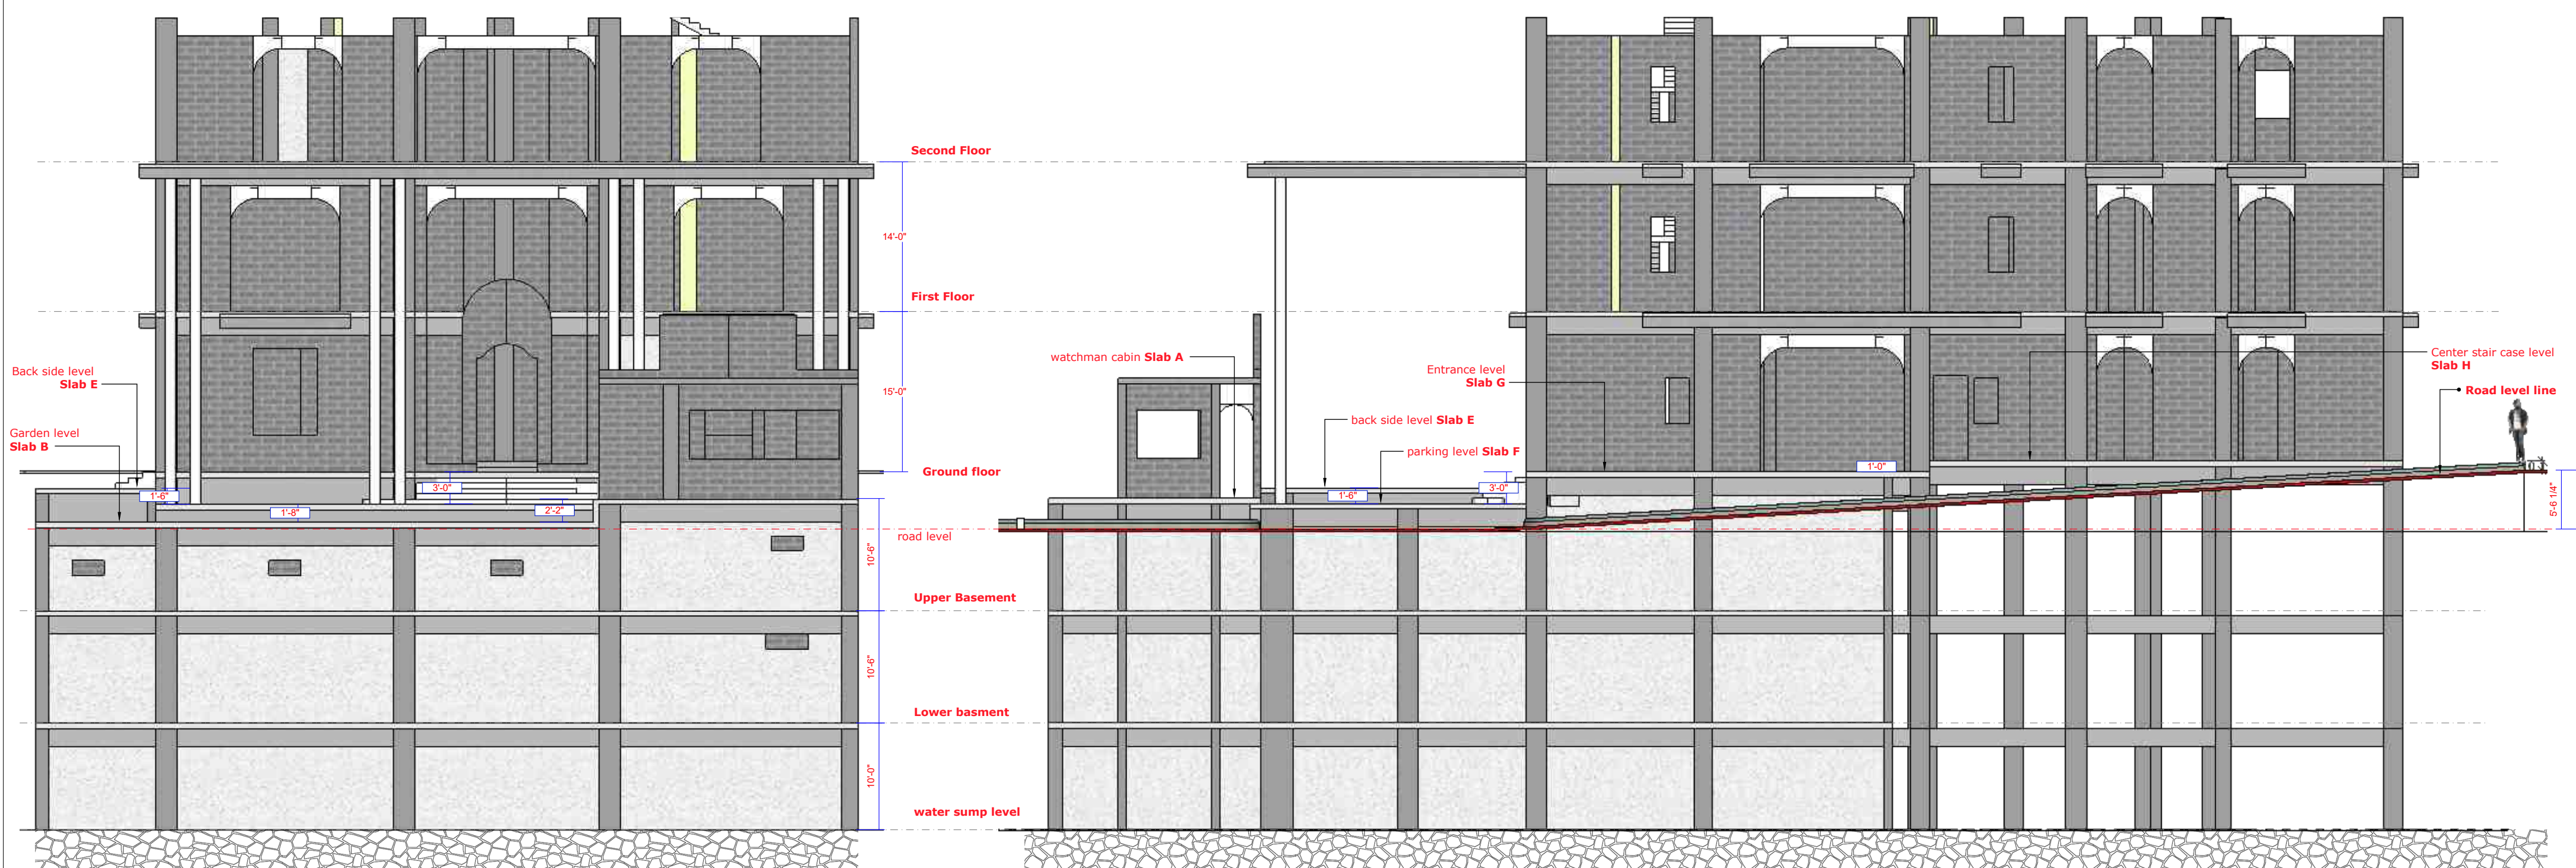 Second Floor
14'-0"
First Floor
15'-0"
Back side level
Slab E
Garden level
Slab B
1'-6"
3'-0"
1'-8"
2'-2"
Ground floor
road level
10'-6"
Upper Basement
10'-6"
Lower basment
10'-0"
water sump level
watchman cabin Slab A
Entrance level
Slab G
back side level Slab E
parking level Slab F
1'-6"
3'-0"
1'-0"
Center stair case level
Slab H
Road level line
5'-6 1/4"